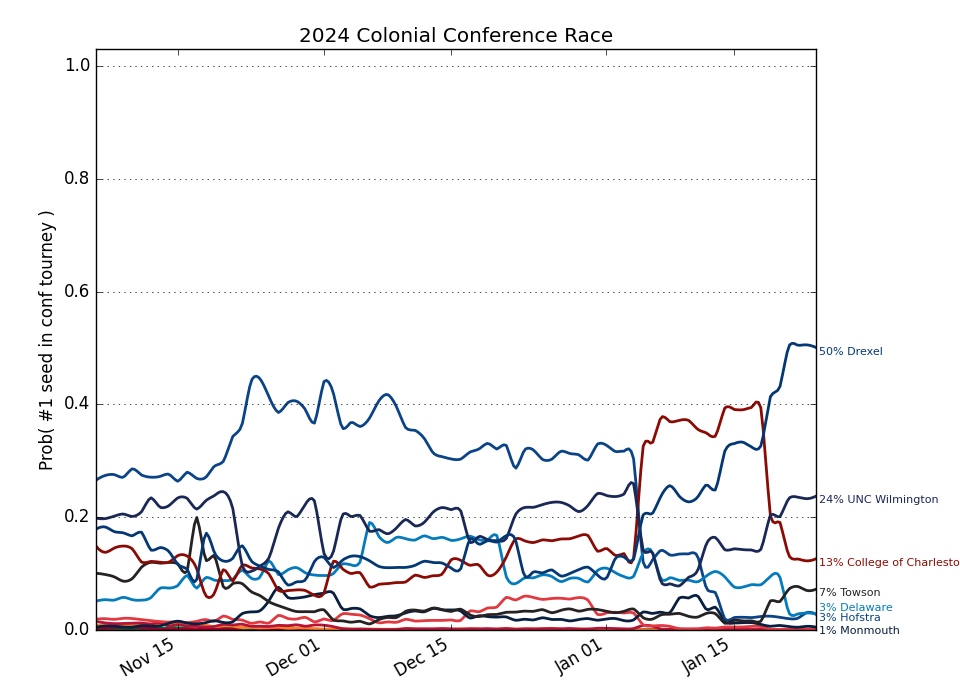 2024 Colonial Conference Race
Prob( #1 seed in conf tourney )
1.0
0.8
0.6
0.4
0.2
0.0
Nov 15
Dec 01
Dec 15
Jan 01
Jan 15
50% Drexel
24% UNC Wilmington
13% College of Charlesto
7% Towson
3% Delaware
3% Hofstra
1% Monmouth